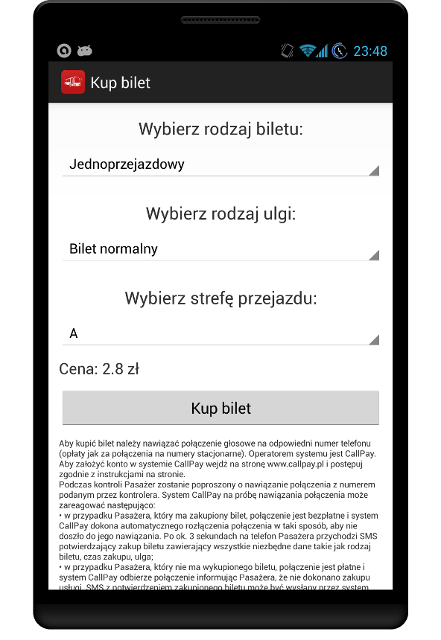 23:48
Kup bilet
Wybierz rodzaj biletu:
Jednoprzejazdowy
Wybierz rodzaj ulgi:
Bilet normalny
Wybierz strefę przejazdu:
A
Cena: 2.8 zł
Kup bilet
Aby kupić bilet należy nawiązać połączenie głosowe na odpowiedni numer telefonu
(opłaty jak za połączenia na numery stacjonarne). Operatorem systemu jest CallPay.
Aby założyć konto w systemie CallPay wejdz na stronę www.callpay.pl i postępuj
zgodnie z instrukcjami na stronie.
Podczas kontroli Pasażer zostanie poproszony o nawiązanie połączenia z numerem
podanym przez kontrolera. System CallPay na próbę nawiązania połączenia może
zareagować następująco:
• w przypadku Pasażera, który ma zakupiony bilet, połączenie jest bezpłatne i system
CallPay dokona automatycznego rozłączenia połączenia w taki sposób, aby nie
doszło do jego nawiązania. Po ok. 3 sekundach na telefon Pasażera przychodzi SMS
potwierdzający zakup biletu zawierający wszystkie niezbędne dane takie jak rodzaj
biletu, czas zakupu, ulga;
• w przypadku Pasażera, który nie ma wykupionego biletu, połączenie jest płatne i
system CallPay odbierze połączenie informując Pasażera, że nie dokonano zakupu
usługi. SMS z potwierdzeniem zakupionego biletu może być wysłany przez system